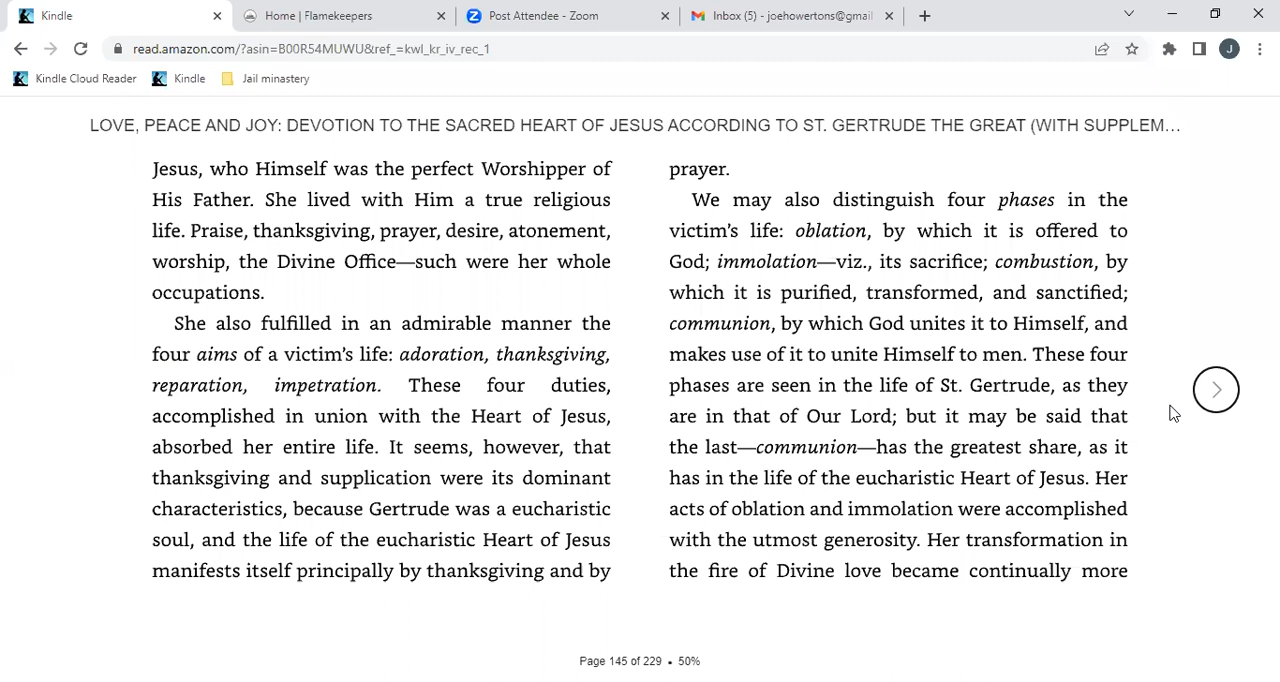 Kindle
Home | Flamekeepers
Post Attendee - Zoom
Inbox (5) - joehowertons@gmail
read.amazon.com/?asin=B00R54MUWU&ref_=kwl_kr_iv_rec_1
J
Kindle Cloud Reader
Kindle
Jail minastery
LOVE, PEACE AND JOY: DEVOTION TO THE SACRED HEART OF JESUS ACCORDING TO ST. GERTRUDE THE GREAT (WITH SUPPLEM…
Jesus, who Himself was the perfect Worshipper of
His Father. She lived with Him a true religious
life. Praise, thanksgiving, prayer, desire, atonement,
worship, the Divine Office—such were her whole
occupations.
She also fulfilled in an admirable manner the
four aims of a victim's life: adoration, thanksgiving,
reparation, impetration. These four duties,
accomplished in union with the Heart of Jesus,
absorbed her entire life. It seems, however, that
thanksgiving and supplication were its dominant
characteristics, because Gertrude was a eucharistic
soul, and the life of the eucharistic Heart of Jesus
manifests itself principally by thanksgiving and by
prayer.
We may also distinguish four phases in the
victim's life: oblation, by which it is offered to
God; immolation—viz., its sacrifice; combustion, by
which it is purified, transformed, and sanctified;
communion, by which God unites it to Himself, and
makes use of it to unite Himself to men. These four
phases are seen in the life of St. Gertrude, as they
are in that of Our Lord; but it may be said that
the last—communion—has the greatest share, as it
has in the life of the eucharistic Heart of Jesus. Her
acts of oblation and immolation were accomplished
with the utmost generosity. Her transformation in
the fire of Divine love became continually more
Page 145 of 229 • 50%